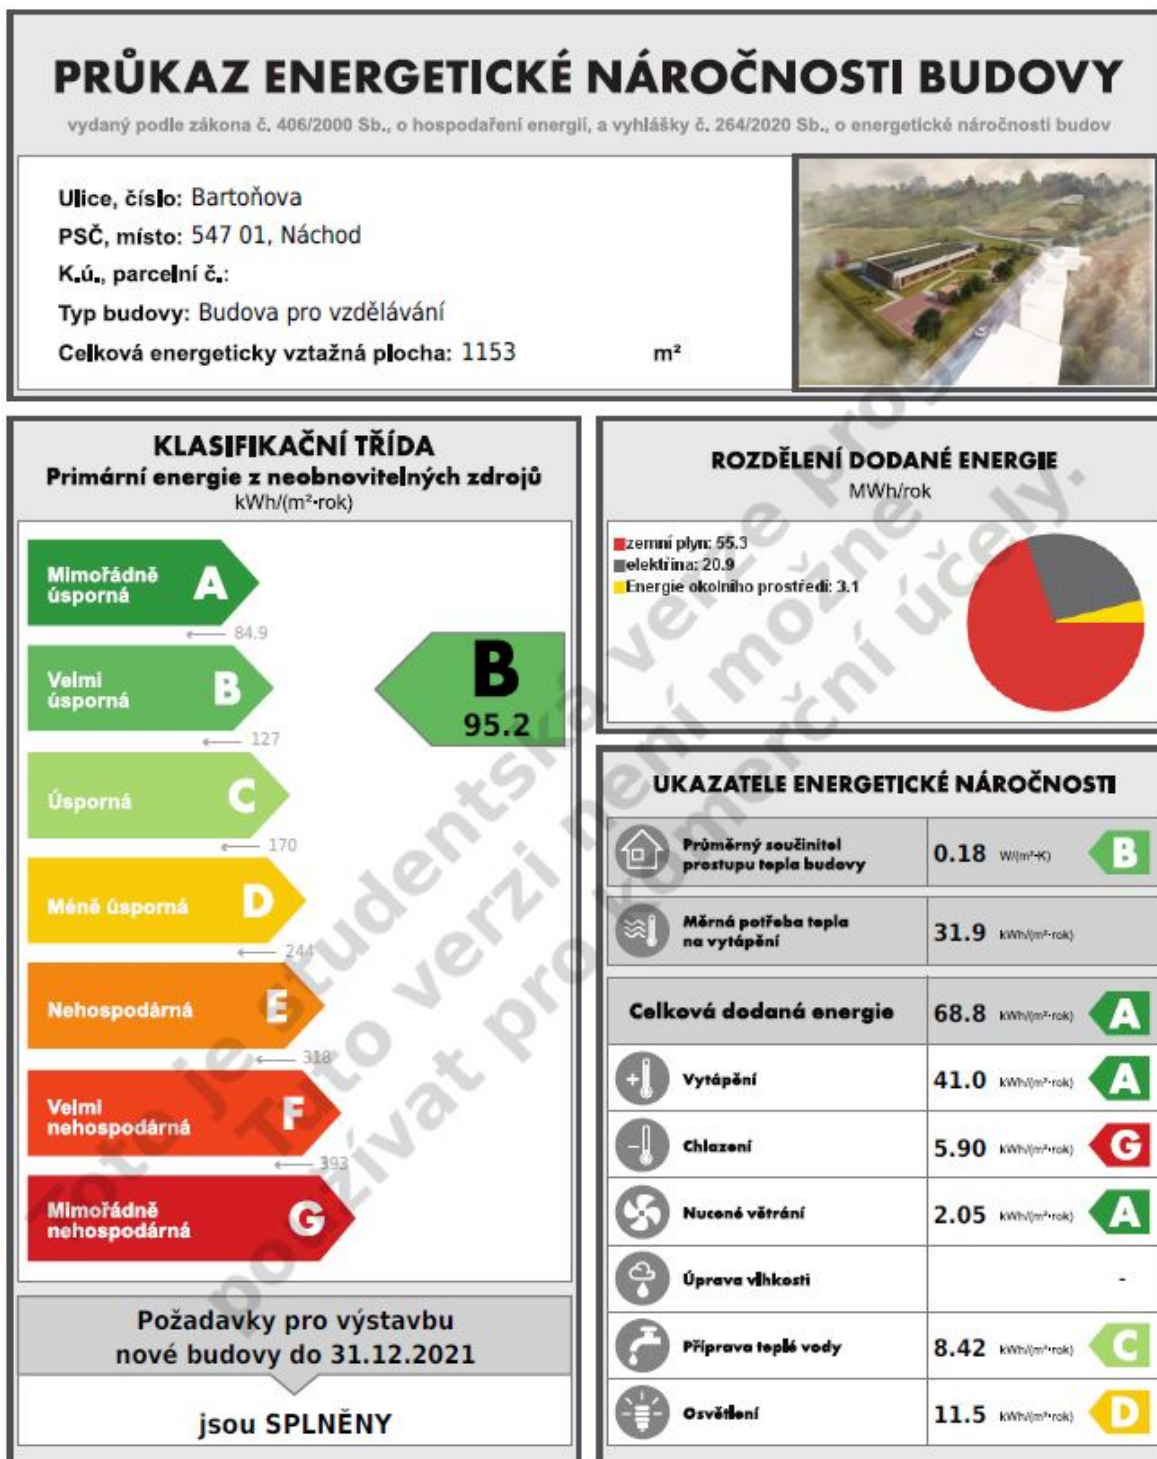 PRŮKAZ ENERGETICKÉ NÁROČNOSTI BUDOVY
vydaný podle zákona č. 406/2000 Sb., o hospodaření energií, a vyhlášky č. 264/2020 Sb., o energetické náročnosti budov
Ulice, číslo: Bartoňova
PSČ, místo: 547 01, Náchod
K.ú., parcelní č.:
Typ budovy: Budova pro vzdělávání
Celková energeticky vztažná plocha: 1153 m²
KLASIFIKAČNÍ TŘÍDA
Primární energie z neobnovitelných zdrojů
kWh/(m²·rok)
Mimořádně
úsporná
A
84.9
Velmi
úsporná
B
127
B
95.2
Úsporná
C
170
Méně úsporná
D
244
Nehospodárná
E
318
Velmi
nehospodárná
F
393
Mimořádně
nehospodárná
G
Požadavky pro výstavbu
nové budovy do 31.12.2021
jsou SPLNĚNY
ROZDĚLENÍ DODANÉ ENERGIE
MWh/rok
zemní plyn: 55.3
elektřina: 20.9
Energie okolního prostředí: 3.1
UKAZATELE ENERGETICKÉ NÁROČNOSTI
Průměrný součinitel
prostupu tepla budovy
0.18 W/(m²·K) B
Měrná potřeba tepla
na vytápění
31.9 kWh/(m²·rok)
Celková dodaná energie 68.8 kWh/(m²·rok) A
Vytápění 41.0 kWh/(m²·rok) A
Chlazení 5.90 kWh/(m²·rok) G
Nucené větrání 2.05 kWh/(m²·rok) A
Úprava vlhkosti -
Příprava teplé vody 8.42 kWh/(m²·rok) C
Osvětlení 11.5 kWh/(m²·rok) D
Toto je studentská verze
Tuto verzi není možné
používat pro komerční účely.